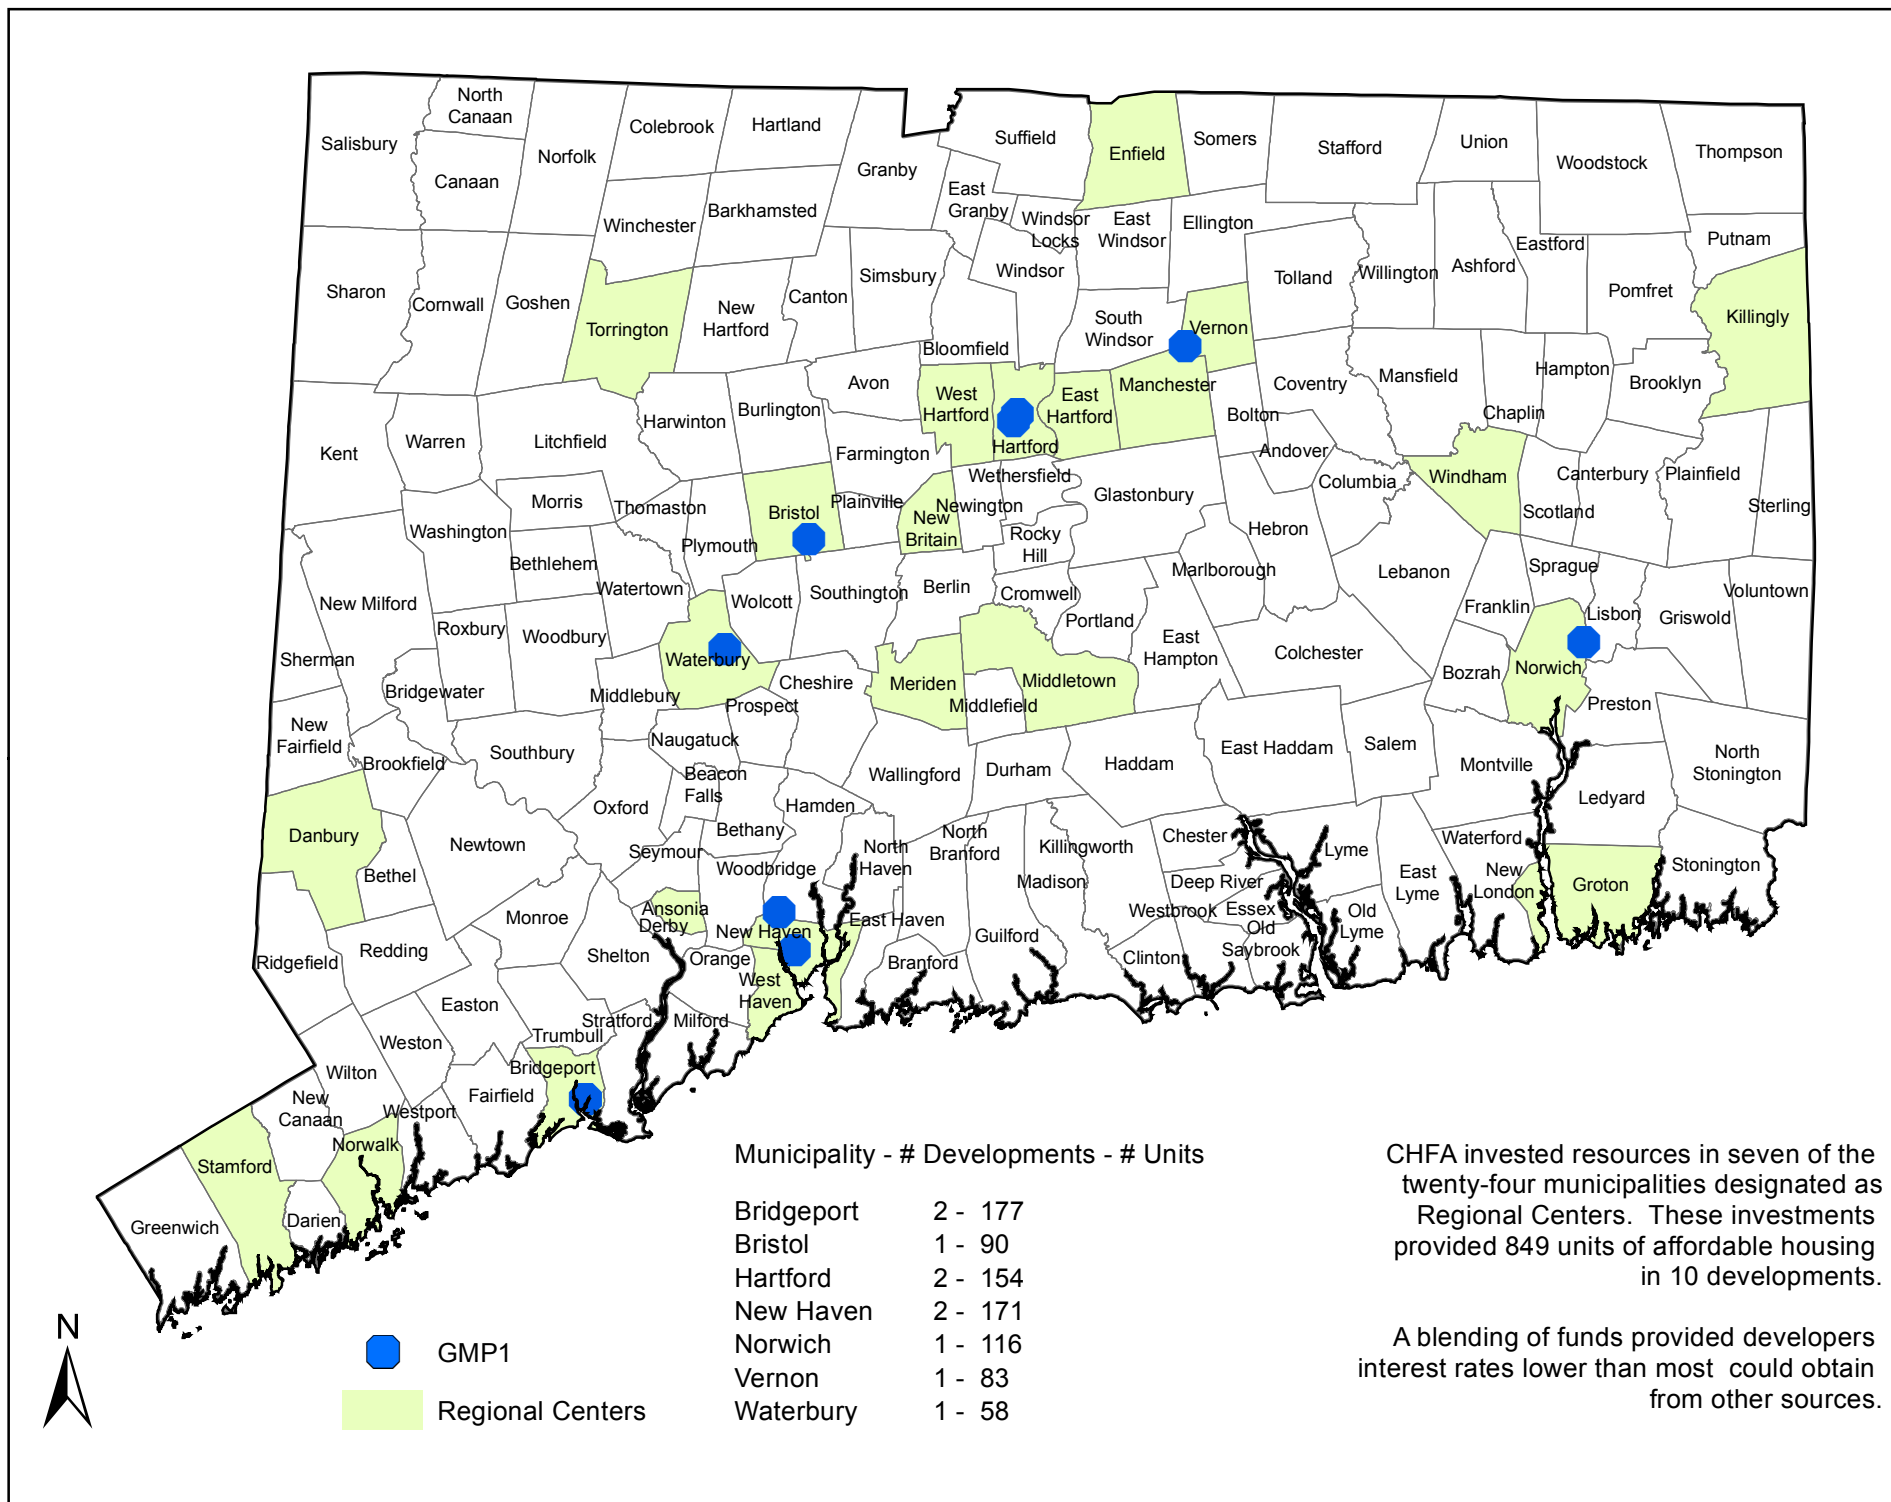 North
Canaan
Colebrook
Hartland
Salisbury
Norfolk
Canaan
Granby
Suffield
Enfield
Somers
Stafford
Union
Woodstock
Thompson
East
Granby
Winchester
Barkhamsted
Windsor
Locks
East
Windsor
Ellington
Eastford
Putnam
Sharon
Cornwall
Goshen
Torrington
New
Hartford
Canton
Simsbury
Windsor
Tolland
Willington
Ashford
Pomfret
Killingly
South
Windsor
Vernon
Bloomfield
Avon
West
Hartford
East
Hartford
Manchester
Coventry
Mansfield
Hampton
Brooklyn
Chaplin
Kent
Warren
Litchfield
Harwinton
Burlington
Farmington
Hartford
Bolton
Andover
Wethersfield
Glastonbury
Columbia
Windham
Canterbury
Plainfield
Sterling
Scotland
Morris
Thomaston
Bristol
Plainville
New
Britain
Newington
Rocky
Hill
Hebron
Washington
Bethlehem
Plymouth
Watertown
Wolcott
Southington
Berlin
Cromwell
Marlborough
Lebanon
Sprague
Franklin
Lisbon
Griswold
Voluntown
New Milford
Roxbury
Woodbury
Portland
East
Hampton
Colchester
Bozrah
Norwich
Preston
Sherman
Bridgewater
Middlebury
Waterbury
Cheshire
Prospect
Meriden
Middlefield
Middletown
New
Fairfield
Brookfield
Southbury
Naugatuck
Beacon
Falls
Wallingford
Durham
Haddam
East Haddam
Salem
Montville
North
Stonington
Ledyard
Danbury
Bethel
Newtown
Oxford
Bethany
Hamden
Seymour
Woodbridge
North
Haven
North
Branford
Killingworth
Madison
Chester
Deep River
Westbrook
Essex
Old
Saybrook
Lyme
Old
Lyme
East
Lyme
Waterford
New
London
Groton
Stonington
Ansonia
Derby
New Haven
East Haven
Monroe
Redding
Ridgefield
Shelton
Orange
West
Haven
Branford
Guilford
Clinton
Easton
Trumbull
Stratford
Milford
Weston
Wilton
Bridgeport
Fairfield
New
Canaan
Westport
Norwalk
Stamford
Darien
Greenwich
N
GMP1
Regional Centers
Municipality - # Developments - # Units
Bridgeport 2 - 177
Bristol 1 - 90
Hartford 2 - 154
New Haven 2 - 171
Norwich 1 - 116
Vernon 1 - 83
Waterbury 1 - 58
CHFA invested resources in seven of the
twenty-four municipalities designated as
Regional Centers.  These investments
provided 849 units of affordable housing
in 10 developments.
A blending of funds provided developers
interest rates lower than most  could obtain
from other sources.